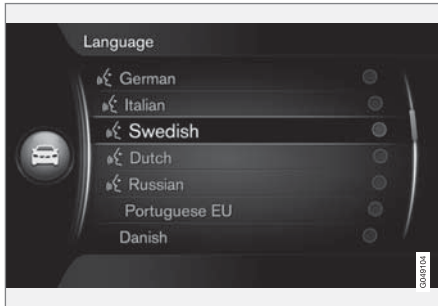 Language
German
Italian
Swedish
Dutch
Russian
Portuguese EU
Danish
G049104